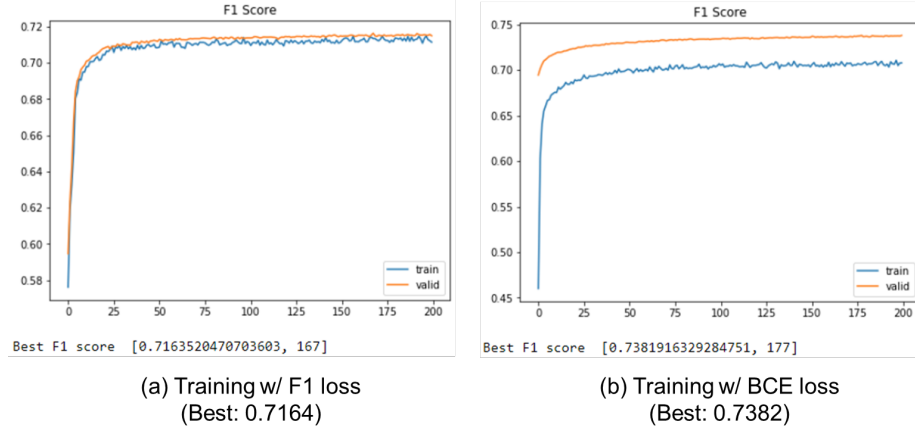 F1 Score
0.72
0.70
0.68
0.66
0.64
0.62
0.60
0.58
0 25 50 75 100 125 150 175 200
train
valid
Best F1 score [0.7163520470703603, 167]
(a) Training w/ F1 loss
(Best: 0.7164)
F1 Score
0.75
0.70
0.65
0.60
0.55
0.50
0.45
0 25 50 75 100 125 150 175 200
train
valid
Best F1 score [0.7381916329284751, 177]
(b) Training w/ BCE loss
(Best: 0.7382)